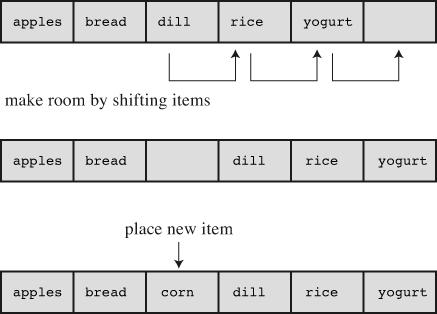 apples bread dill rice yogurt
make room by shifting items
apples bread dill rice yogurt
place new item
apples bread corn dill rice yogurt